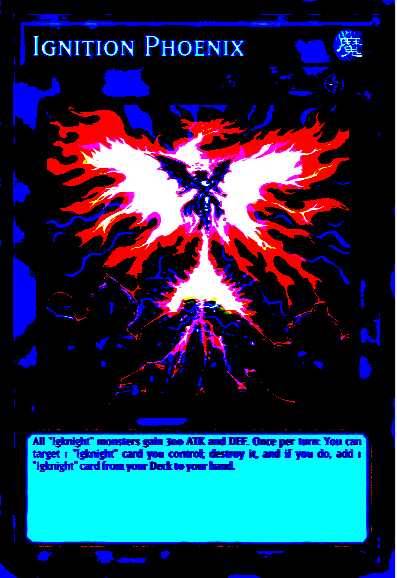 IGNITION PHOENIX 魔
All "Igknight" monsters gain 300 ATK and DEF. Once per turn: You can
target 1 "Igknight" card you control; destroy it, and if you do, add 1
"Igknight" card from your Deck to your hand.